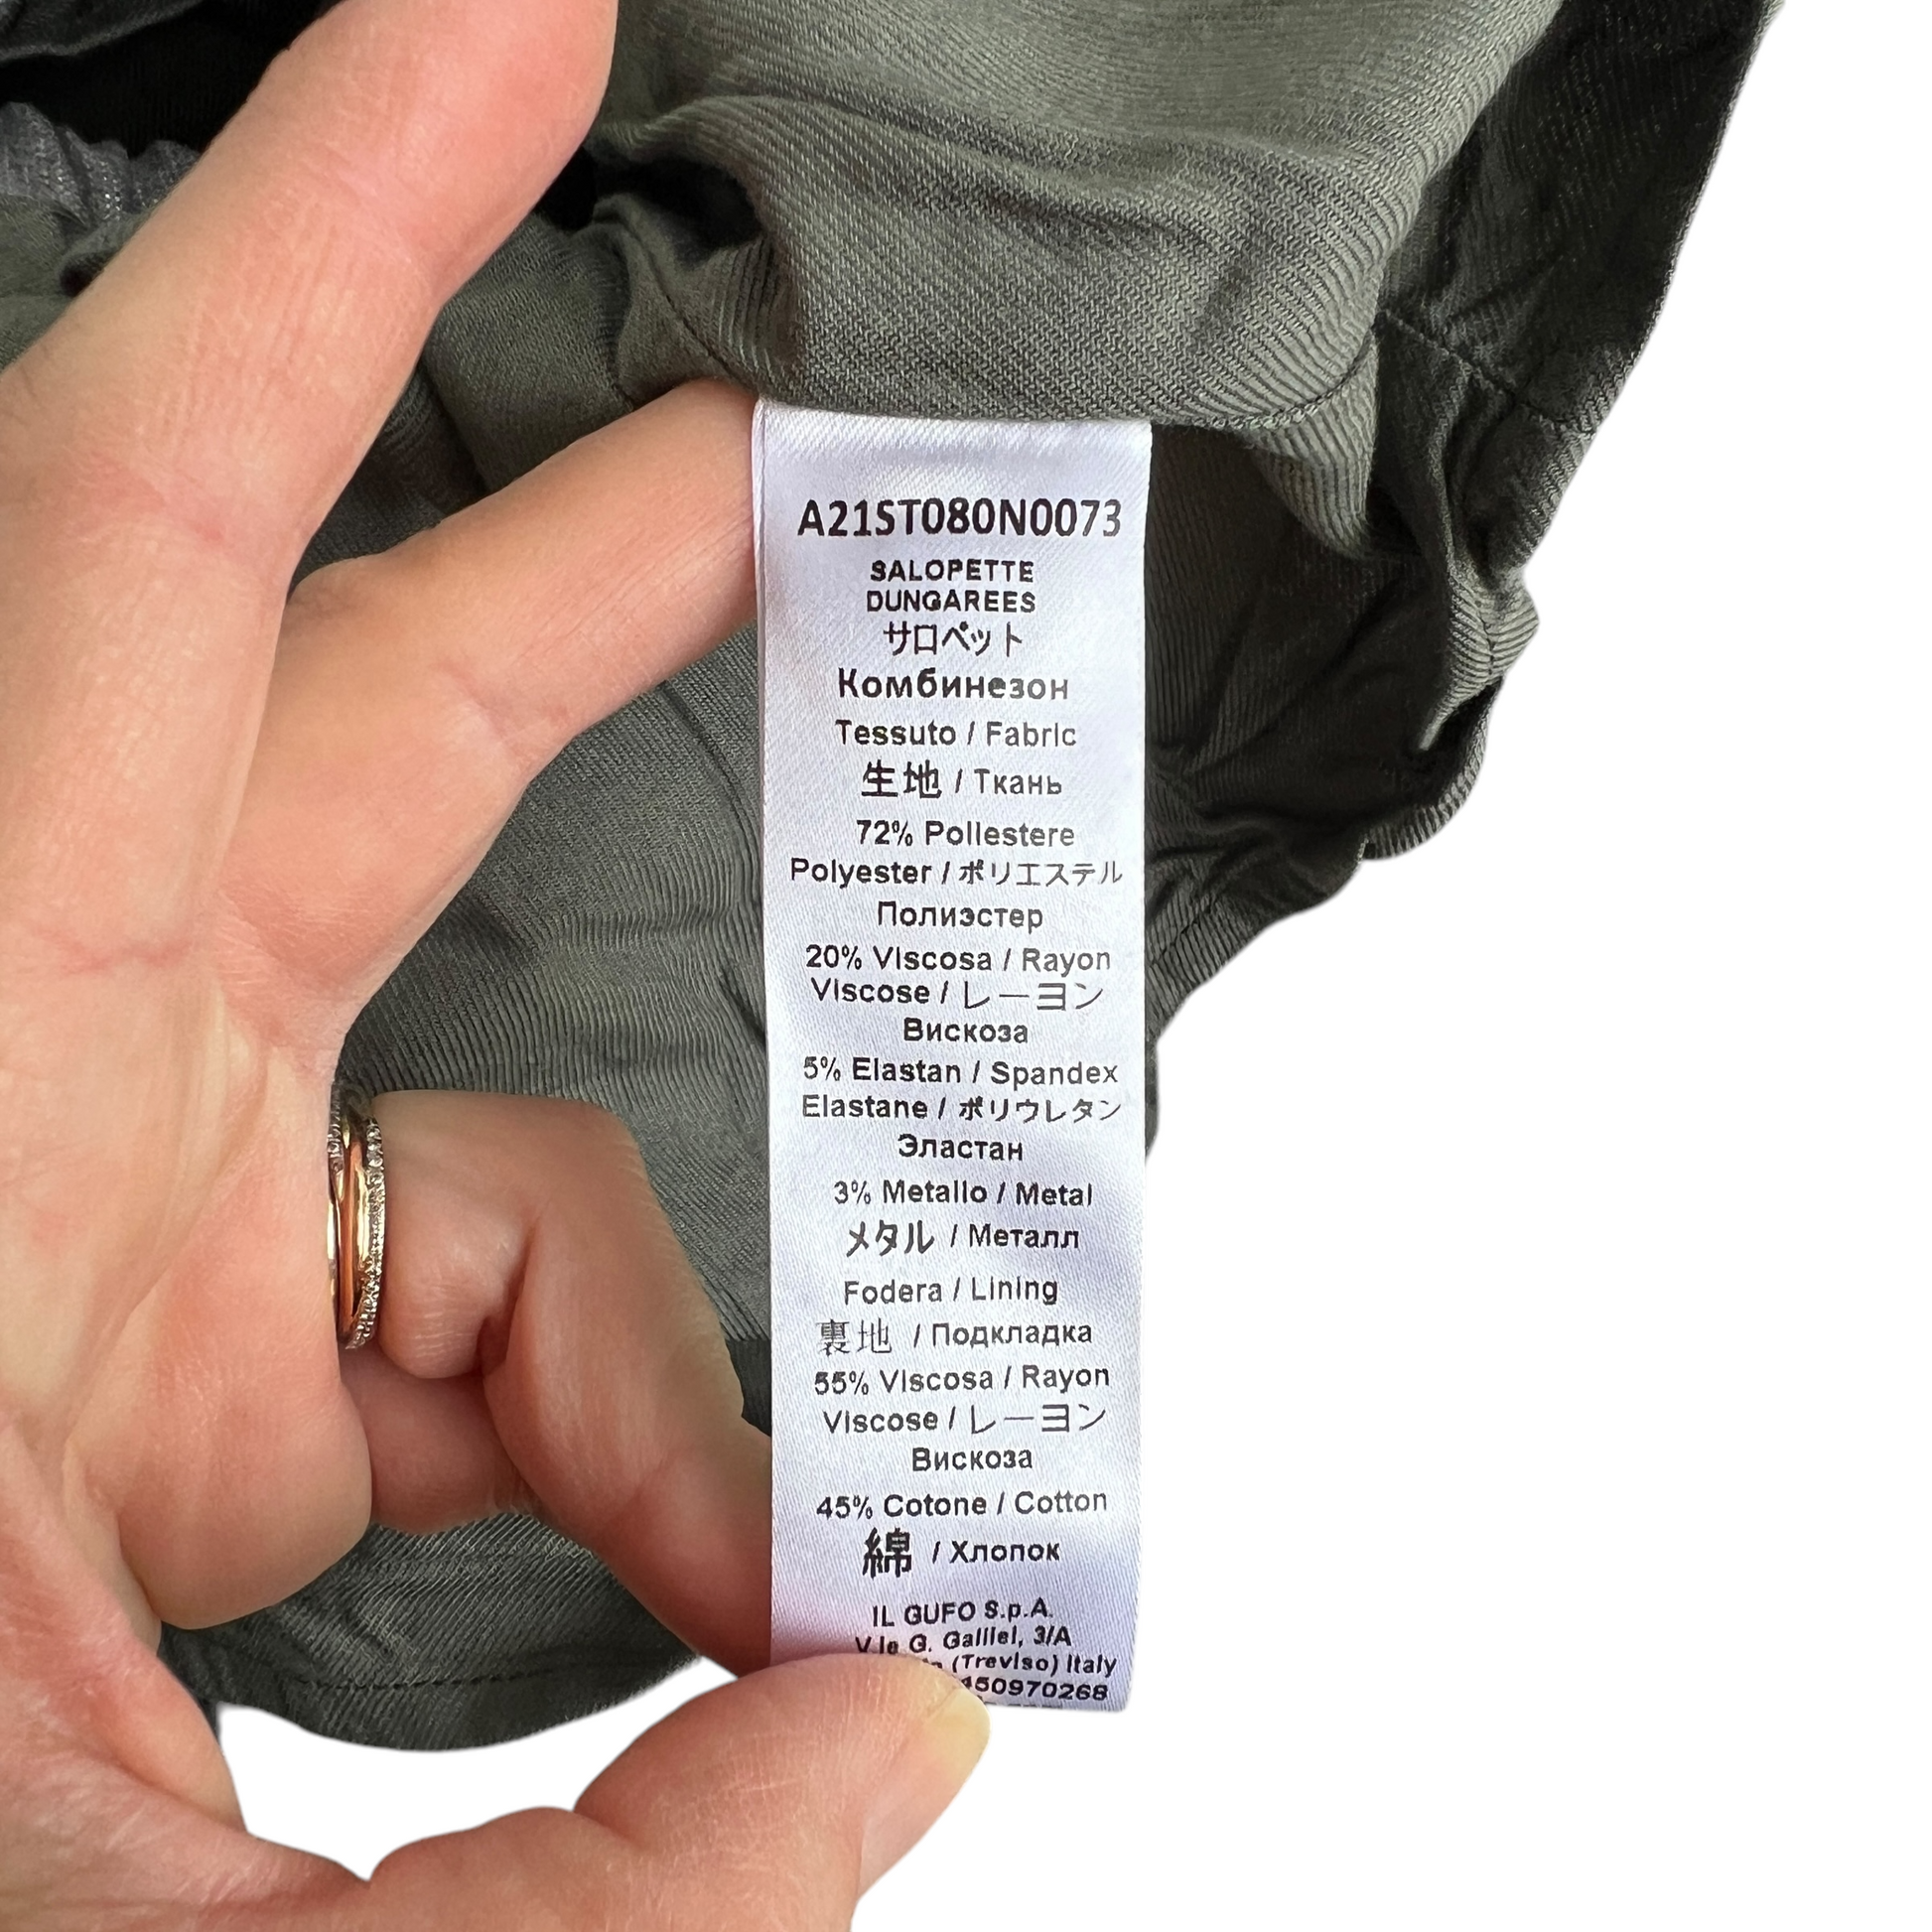 A21ST080N0073
SALOPETTE
DUNGAREES
サロペット
Комбинезон
Tessuto / Fabric
生地 / Ткань
72% Poliestere
Polyester / ポリエステル
Полиэстер
20% Viscosa / Rayon
Viscose / レーヨン
Вискоза
5% Elastan / Spandex
Elastane / ポリウレタン
Эластан
3% Metallo / Metal
メタル / Металл
Fodera / Lining
裏地 / Подкладка
55% Viscosa / Rayon
Viscose / レーヨン
Вискоза
45% Cotone / Cotton
綿 / Хлопок
IL GUFO S.p.A.
V.le G. Galilei, 3/A
(Treviso) Italy
450970268